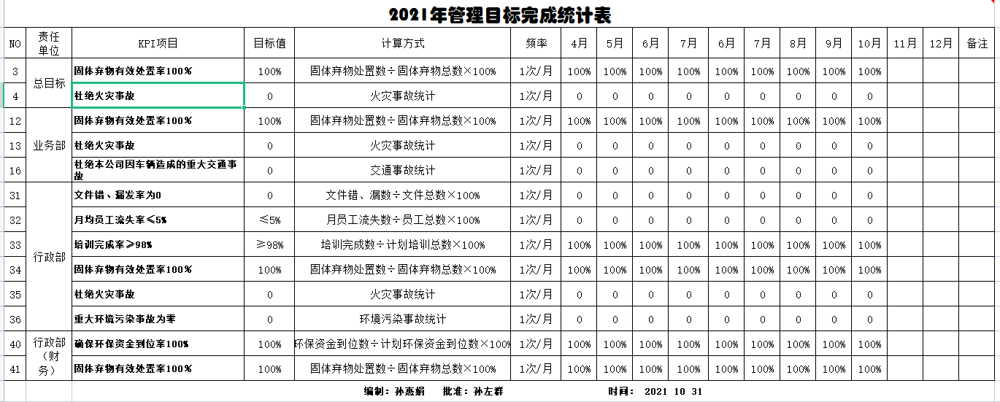 2021年管理目标完成统计表
NO 责任单位 KPI项目 目标值 计算方式 频率 4月 5月 6月 7月 6月 7月 8月 9月 10月 11月 12月 备注
3 总目标 固体弃物有效处置率100% 100% 固体弃物处置数÷固体弃物总数×100% 1次/月 100% 100% 100% 100% 100% 100% 100% 100% 100%
4 杜绝火灾事故 0 火灾事故统计 1次/月 0 0 0 0 0 0 0 0 0
12 业务部 固体弃物有效处置率100% 100% 固体弃物处置数÷固体弃物总数×100% 1次/月 100% 100% 100% 100% 100% 100% 100% 100% 100%
13 杜绝火灾事故 0 火灾事故统计 1次/月 0 0 0 0 0 0 0 0 0
16 杜绝本公司因车辆造成的重大交通事故 0 交通事故统计 1次/月 0 0 0 0 0 0 0 0 0
31 行政部 文件错、漏发率为0 0 文件错、漏数÷文件总数×100% 1次/月 0 0 0 0 0 0 0 0 0
32 月均员工流失率≤5% ≤5% 月员工流失数÷员工总数×100% 1次/月 0 0 0 0 0 0 0 0 0
33 培训完成率≥98% ≥98% 培训完成数÷计划培训总数×100% 1次/月 100% 100% 100% 100% 100% 100% 100% 100% 100%
34 固体弃物有效处置率100% 100% 固体弃物处置数÷固体弃物总数×100% 1次/月 100% 100% 100% 100% 100% 100% 100% 100% 100%
35 杜绝火灾事故 0 火灾事故统计 1次/月 0 0 0 0 0 0 0 0 0
36 重大环境污染事故为零 0 环境污染事故统计 1次/月 0 0 0 0 0 0 0 0 0
40 行政部（财务） 确保环保资金到位率100% 100% 环保资金到位数÷计划环保资金到位数×100% 1次/月 100% 100% 100% 100% 100% 100% 100% 100% 100%
41 固体弃物有效处置率100% 100% 固体弃物处置数÷固体弃物总数×100% 1次/月 100% 100% 100% 100% 100% 100% 100% 100% 100%
编制：孙惠娟 批准：孙左群 时间： 2021 10 31